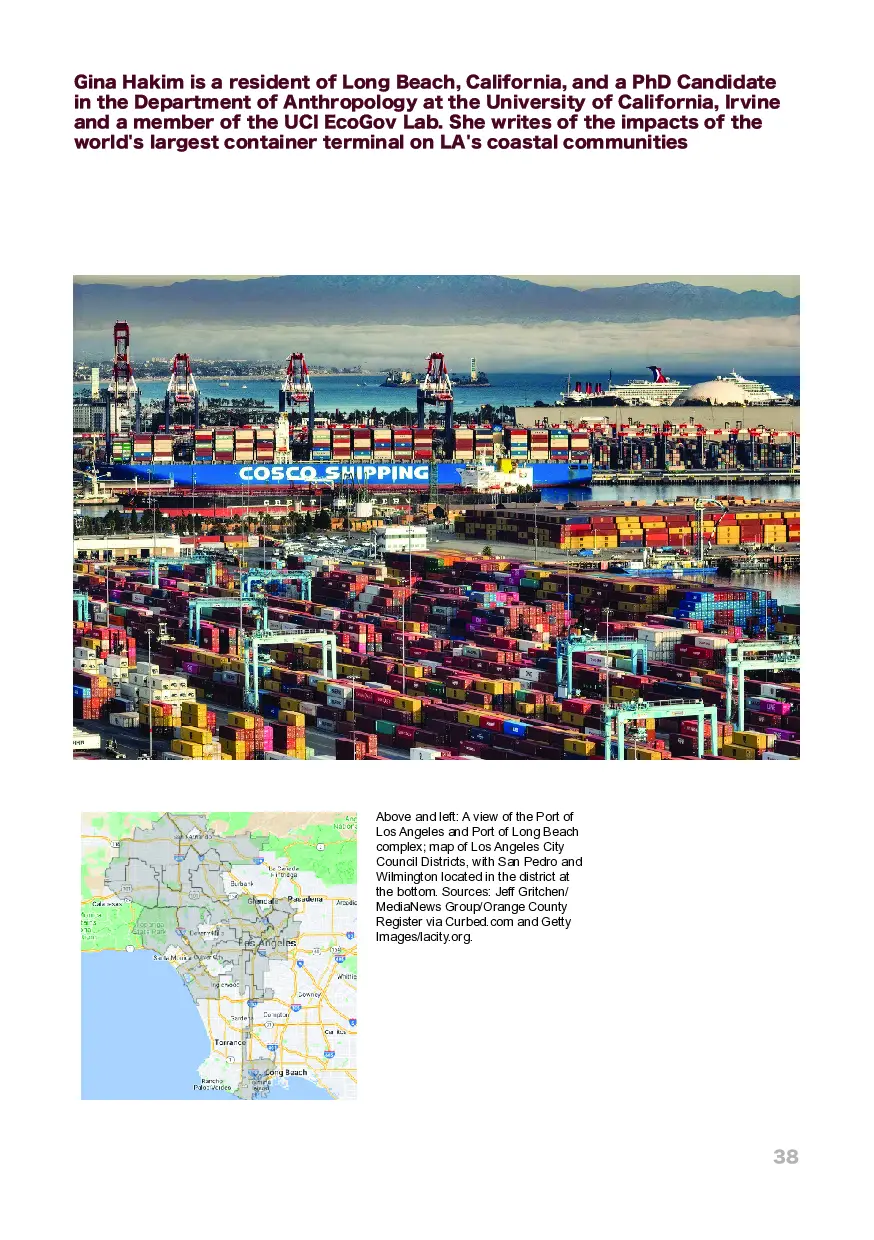 Gina Hakim is a resident of Long Beach, California, and a PhD Candidate
in the Department of Anthropology at the University of California, Irvine
and a member of the UCI EcoGov Lab. She writes of the impacts of the
world's largest container terminal on LA's coastal communities
COSCO SHIPPING
Above and left: A view of the Port of
Los Angeles and Port of Long Beach
complex; map of Los Angeles City
Council Districts, with San Pedro and
Wilmington located in the district at
the bottom. Sources: Jeff Gritchen/
MediaNews Group/Orange County
Register via Curbed.com and Getty
Images/lacity.org.
Burbank
Glendale
Pasadena
Calabasas
Topanga
State Park
Los Angeles
Santa Monica
Inglewood
Downey
Compton
Torrance
Long Beach
Rancho
Palos Verdes
38